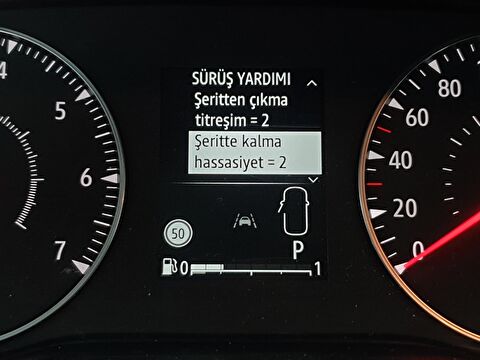 SÜRÜŞ YARDIMI
Şeritten çıkma
titreşim = 2
Şeritte kalma
hassasiyet = 2
50
P
0 1
4
5
6
7
80
60
40
20
0